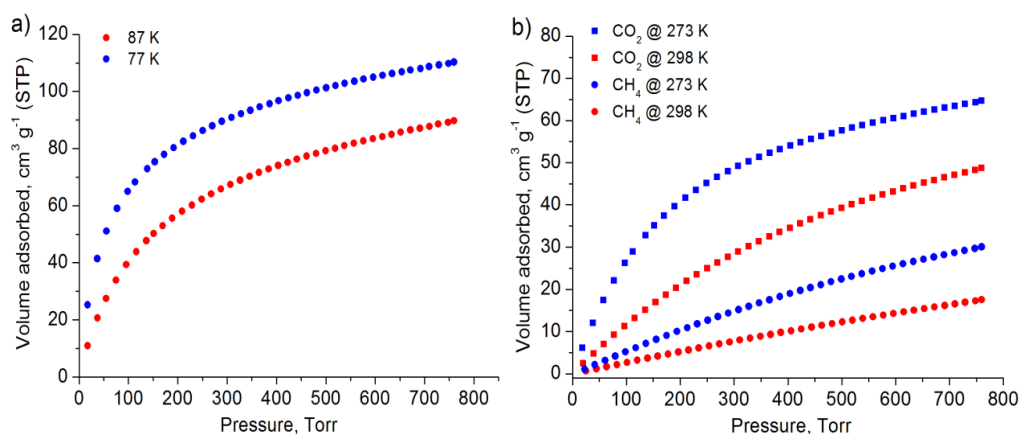 a)
87 K
77 K
Volume adsorbed, cm³ g⁻¹ (STP)
120
100
80
60
40
20
0
0 100 200 300 400 500 600 700 800
Pressure, Torr
b)
CO₂ @ 273 K
CO₂ @ 298 K
CH₄ @ 273 K
CH₄ @ 298 K
Volume adsorbed, cm³ g⁻¹ (STP)
80
70
60
50
40
30
20
10
0
0 100 200 300 400 500 600 700 800
Pressure, Torr